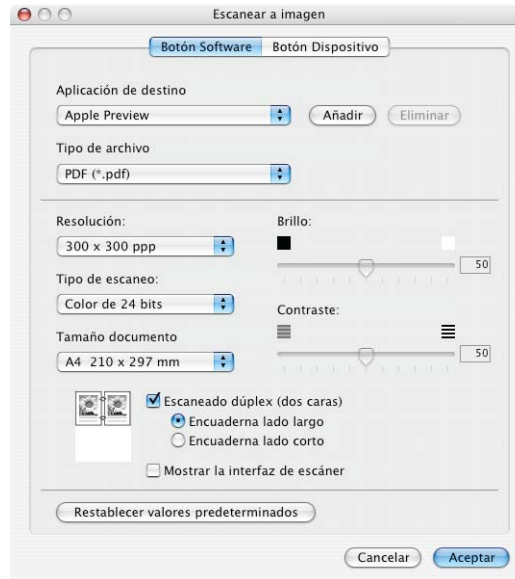 Escanear a imagen
Botón Software Botón Dispositivo
Aplicación de destino
Apple Preview Añadir Eliminar
Tipo de archivo
PDF (*.pdf)
Resolución: Brillo:
300 x 300 ppp
50
Tipo de escaneo:
Color de 24 bits
Contraste:
Tamaño documento
A4 210 x 297 mm 50
Escaneado dúplex (dos caras)
Encuaderna lado largo
Encuaderna lado corto
Mostrar la interfaz de escáner
Restablecer valores predeterminados
Cancelar Aceptar